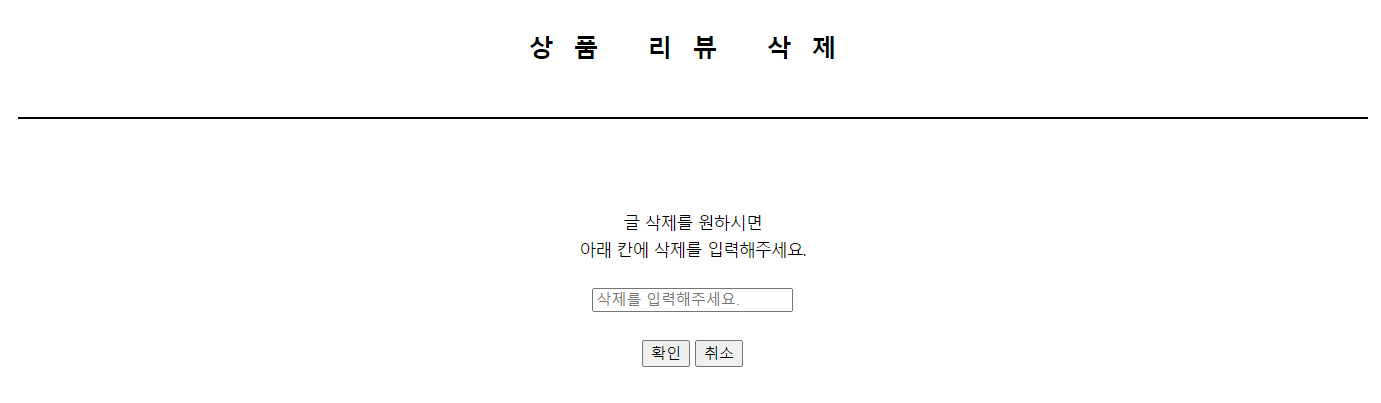 상 품 리 뷰 삭 제
글 삭제를 원하시면
아래 칸에 삭제를 입력해주세요.
삭제를 입력해주세요.
확인 취소